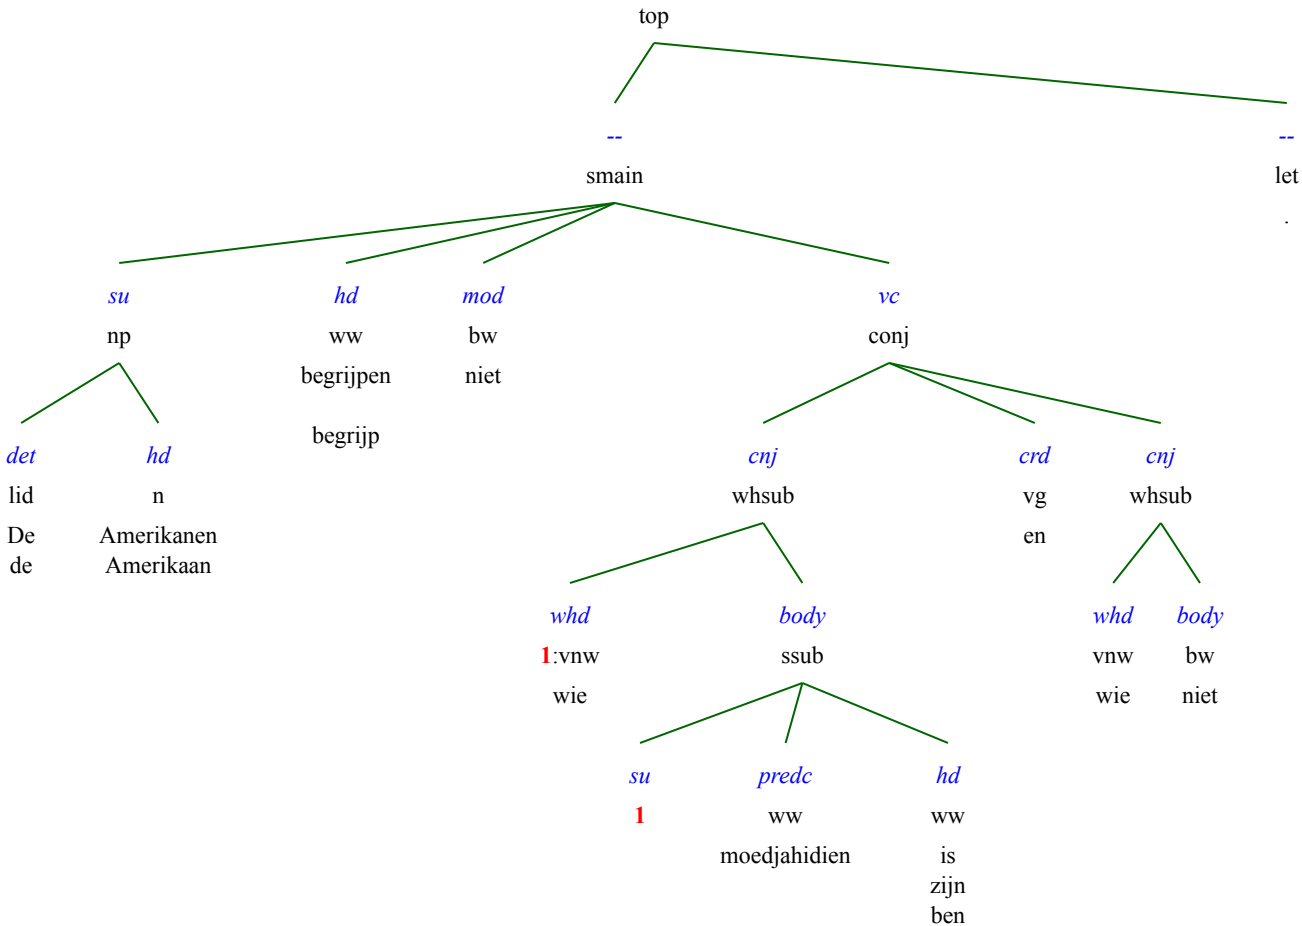 top
-- --
smain let
.
su hd mod vc
np ww bw conj
begrijpen niet
begrijp
det hd cnj crd cnj
lid n whsub vg whsub
De Amerikanen en
de Amerikaan
whd body whd body
1:vnw ssub vnw bw
wie wie niet
su predc hd
1 ww ww
moedjahidien is
zijn
ben